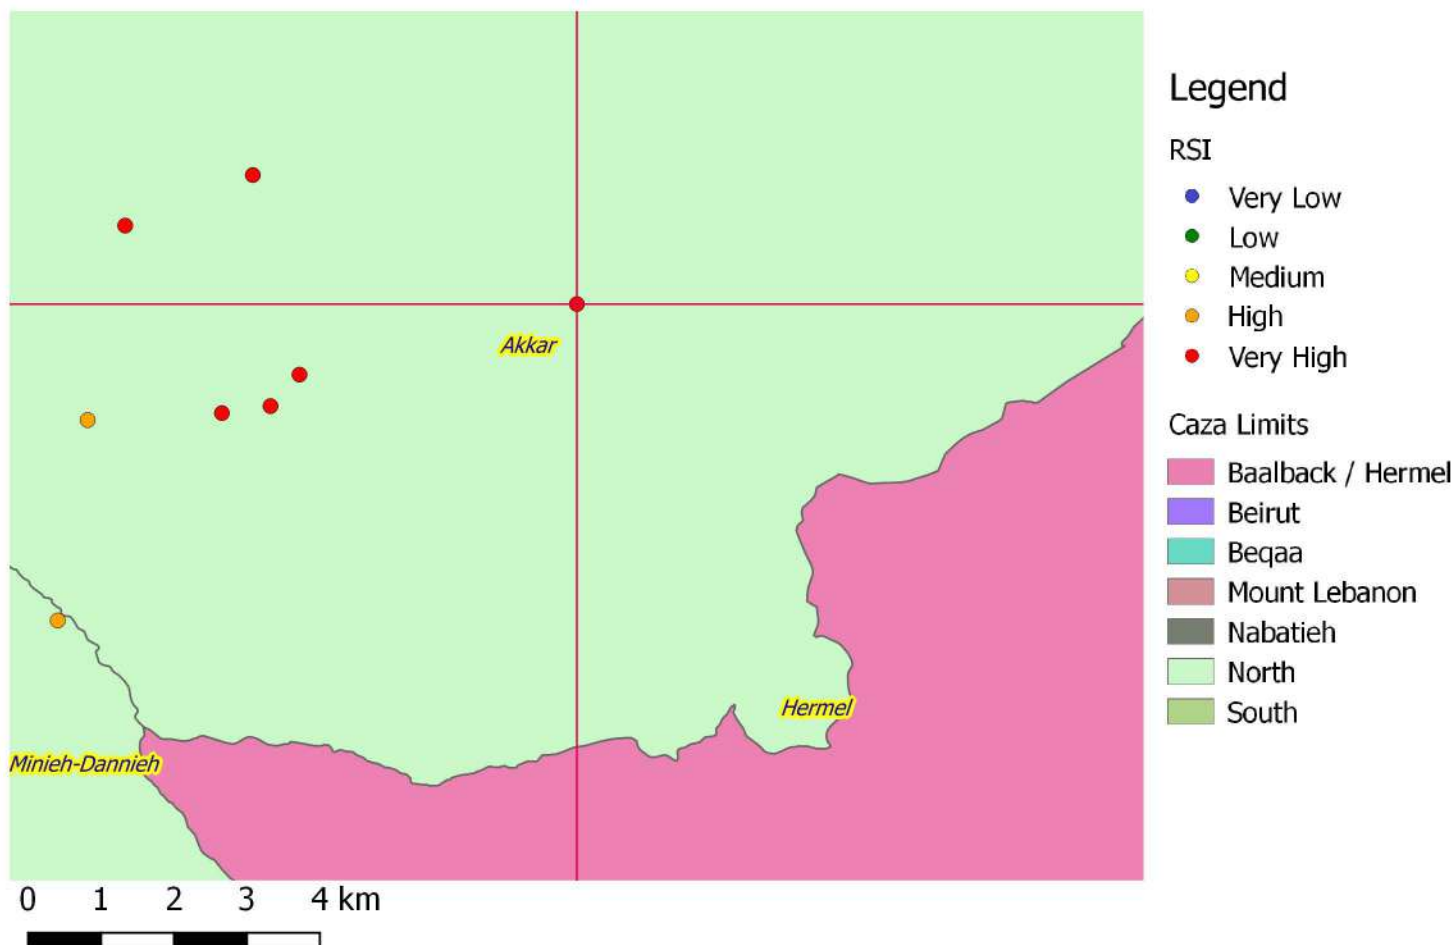 Legend
RSI
Very Low
Low
Medium
High
Very High
Caza Limits
Baalback / Hermel
Beirut
Beqaa
Mount Lebanon
Nabatieh
North
South
Akkar
Hermel
Minieh-Dannieh
0 1 2 3 4 km